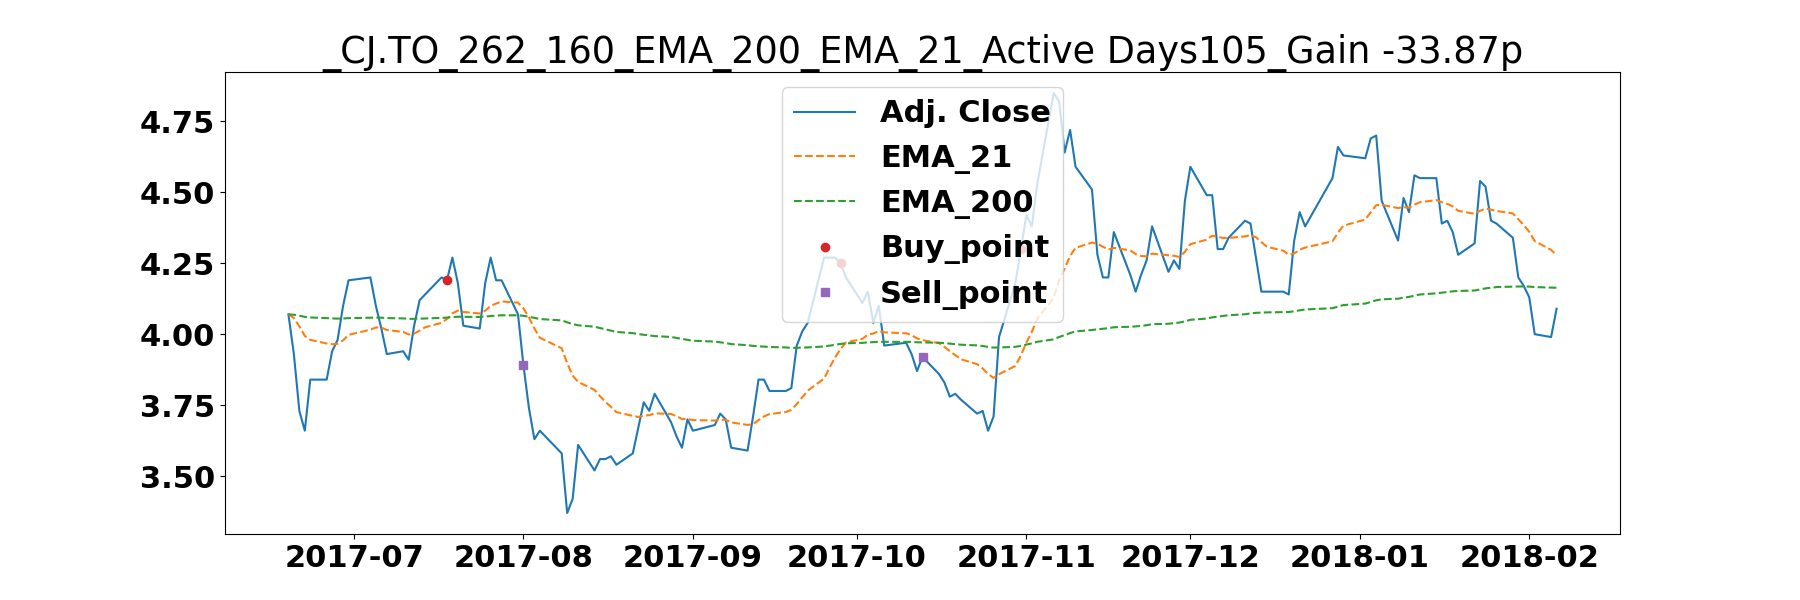 _CJ.TO_262_160_EMA_200_EMA_21_Active Days105_Gain -33.87p
Adj. Close
EMA_21
EMA_200
Buy_point
Sell_point
4.75
4.50
4.25
4.00
3.75
3.50
2017-07 2017-08 2017-09 2017-10 2017-11 2017-12 2018-01 2018-02